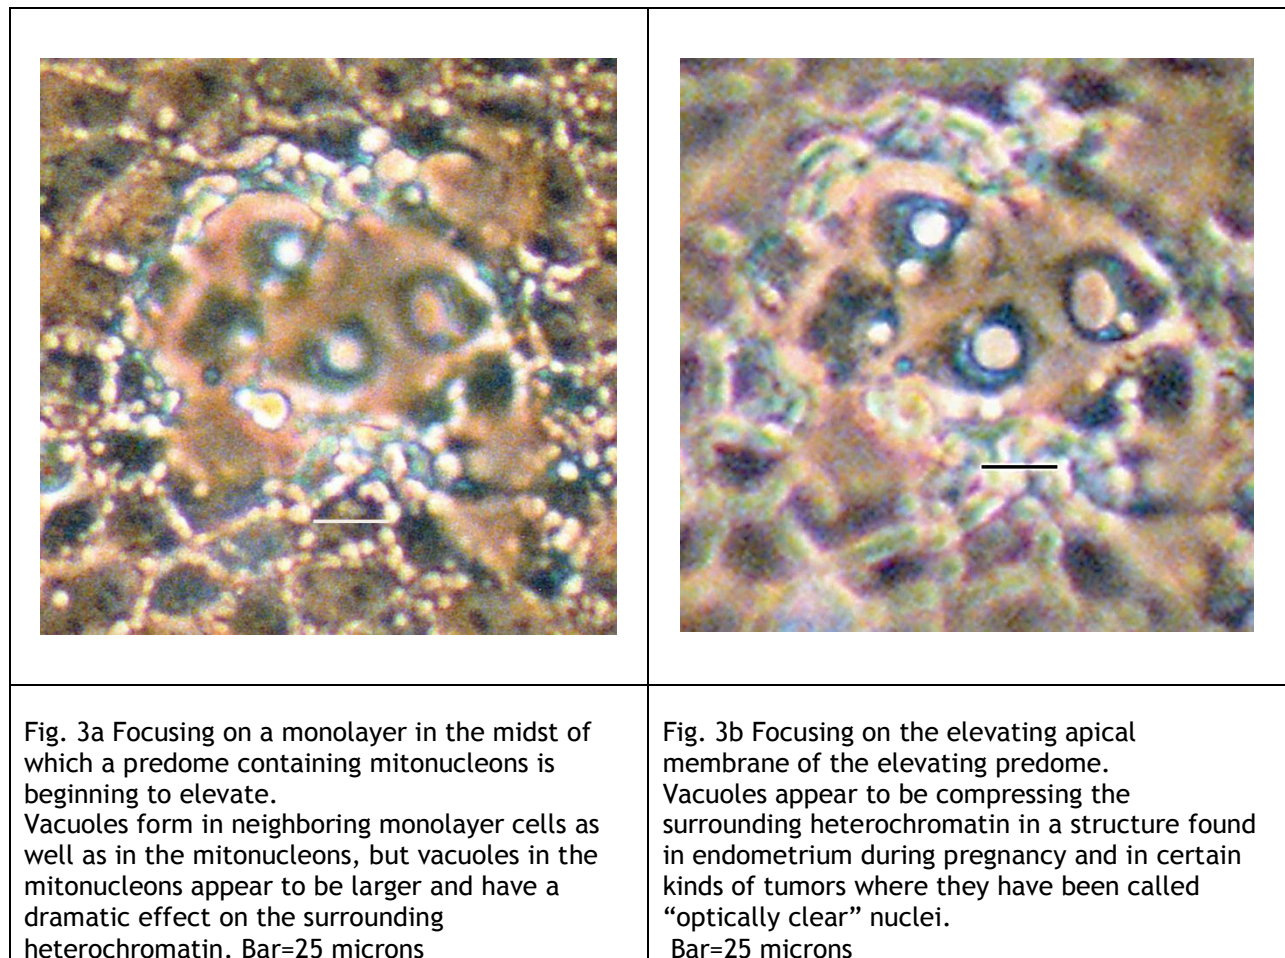 Fig. 3a Focusing on a monolayer in the midst of
which a predome containing mitonucleons is
beginning to elevate.
Vacuoles form in neighboring monolayer cells as
well as in the mitonucleons, but vacuoles in the
mitonucleons appear to be larger and have a
dramatic effect on the surrounding
heterochromatin. Bar=25 microns
Fig. 3b Focusing on the elevating apical
membrane of the elevating predome.
Vacuoles appear to be compressing the
surrounding heterochromatin in a structure found
in endometrium during pregnancy and in certain
kinds of tumors where they have been called
“optically clear” nuclei.
Bar=25 microns